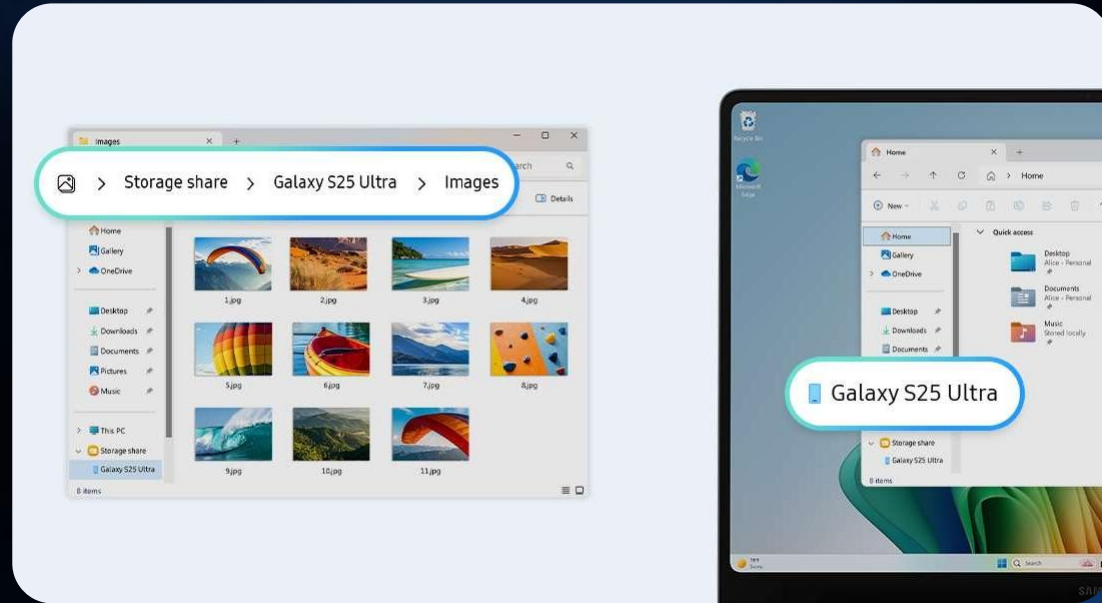 Images
Storage share > Galaxy S25 Ultra > Images
Details
Home
Gallery
OneDrive
1.jpg
2.jpg
3.jpg
4.jpg
Desktop
Downloads
Documents
Pictures
Music
5.jpg
6.jpg
7.jpg
8.jpg
This PC
Storage share
Galaxy S25 Ultra
9.jpg
10.jpg
11.jpg
8 items
Recycle Bin
Microsoft
Edge
Home
> Home
New
Home
Gallery
OneDrive
Quick access
Desktop
Alice - Personal
Documents
Alice - Personal
Music
Stored locally
Desktop
Downloads
Documents
Galaxy S25 Ultra
Storage share
Galaxy S25 Ultra
8 items
Search